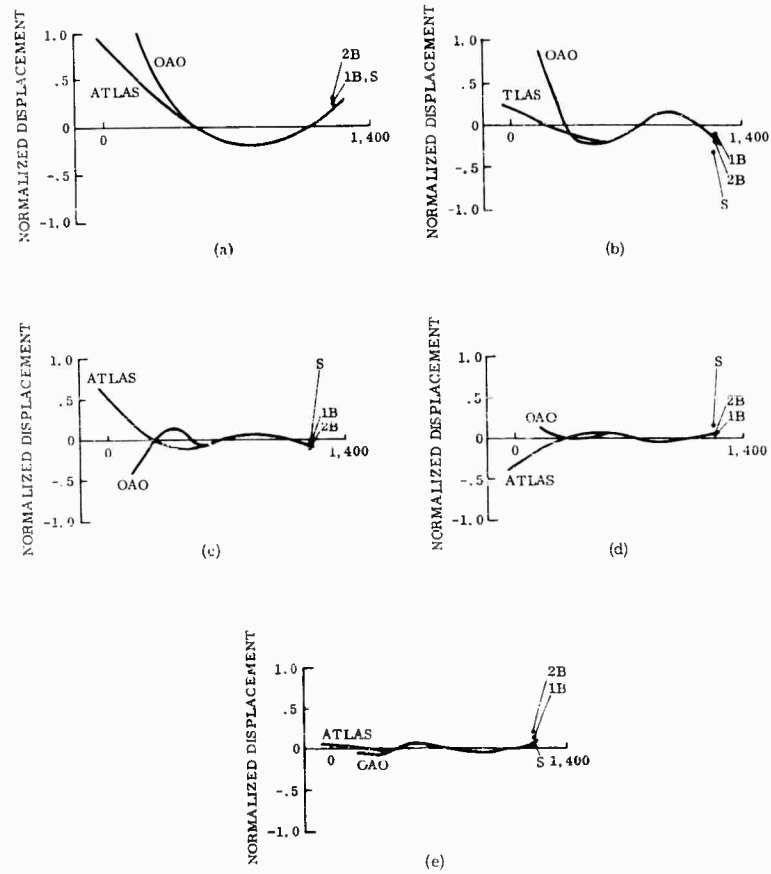 NORMALIZED DISPLACEMENT
1.0
.5
0
-.5
-1.0
OAO
ATLAS
2B
1B,S
0
1,400
(a)
NORMALIZED DISPLACEMENT
1.0
.5
0
-.5
-1.0
OAO
TLAS
0
1,400
1B
2B
S
(b)
NORMALIZED DISPLACEMENT
1.0
.5
0
-.5
-1.0
ATLAS
OAO
S
1B
2B
0
1,400
(c)
NORMALIZED DISPLACEMENT
1.0
.5
0
-.5
-1.0
OAO
ATLAS
S
2B
1B
0
1,400
(d)
NORMALIZED DISPLACEMENT
1.0
.5
0
-.5
-1.0
ATLAS
OAO
2B
1B
0
S 1,400
(e)